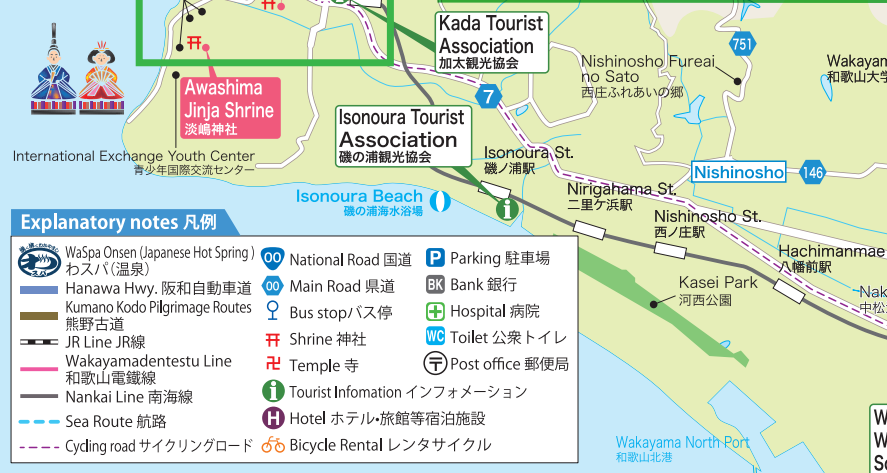 Kada Tourist
Association
加太観光協会
751
Nishinosho Fureai
no Sato
西庄ふれあいの郷
Wakayam
和歌山大学
Awashima
Jinja Shrine
淡嶋神社
7
Isonoura Tourist
Association
磯の浦観光協会
International Exchange Youth Center
青少年国際交流センター
Isonoura St.
磯ノ浦駅
Nishinosho
146
Isonoura Beach
磯の浦海水浴場
Nirigahama St.
二里ケ浜駅
Nishinosho St.
西ノ庄駅
Hachimanmae
八幡前駅
Kasei Park
河西公園
Nak
中松
Explanatory notes 凡例
WaSpa Onsen (Japanese Hot Spring )
わスパ（温泉）
Hanawa Hwy. 阪和自動車道
Kumano Kodo Pilgrimage Routes
熊野古道
JR Line JR線
Wakayamadentestu Line
和歌山電鐵線
Nankai Line 南海線
Sea Route 航路
Cycling road サイクリングロード
00 National Road 国道
00 Main Road 県道
Bus stopバス停
Shrine 神社
Temple 寺
Tourist Infomation インフォメーション
H Hotel ホテル・旅館等宿泊施設
Bicycle Rental レンタサイクル
P Parking 駐車場
BK Bank 銀行
Hospital 病院
WC Toilet 公衆トイレ
Post office 郵便局
Wakayama North Port
和歌山北港
W
W
So